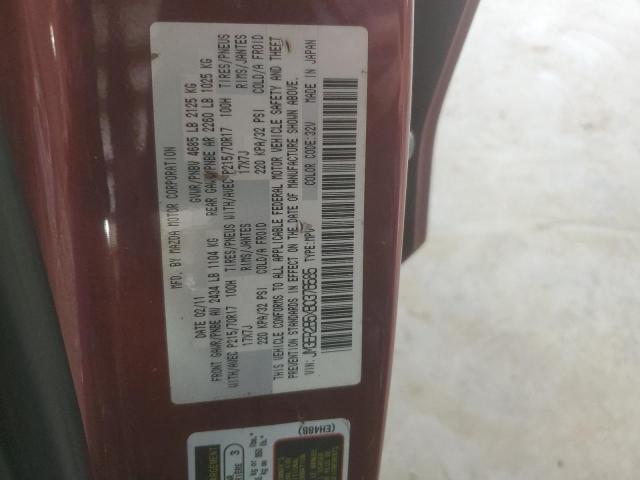 MFD. BY MAZDA MOTOR CORPORATION
DATE 02/11 GVWR/PNBV 4685 LB 2125 KG
FRONT GAWR/PNBE AV 2434 LB 1104 KG REAR GAWR/PNBE AR 2260 LB 1025 KG
WITH/AVEC P215/70R17 100H TIRES/PNEUS WITH/AVEC P215/70R17 100H TIRES/PNEUS
17X7J RIMS/JANTES 17X7J RIMS/JANTES
220 KPA/32 PSI COLD/A FROID 220 KPA/32 PSI COLD/A FROID
THIS VEHICLE CONFORMS TO ALL APPLICABLE FEDERAL MOTOR VEHICLE SAFETY AND THEFT
PREVENTION STANDARDS IN EFFECT ON THE DATE OF MANUFACTURE SHOWN ABOVE.
VIN: TYPE:MPV COLOR CODE:32V MADE IN JAPAN
(EH48B)
3